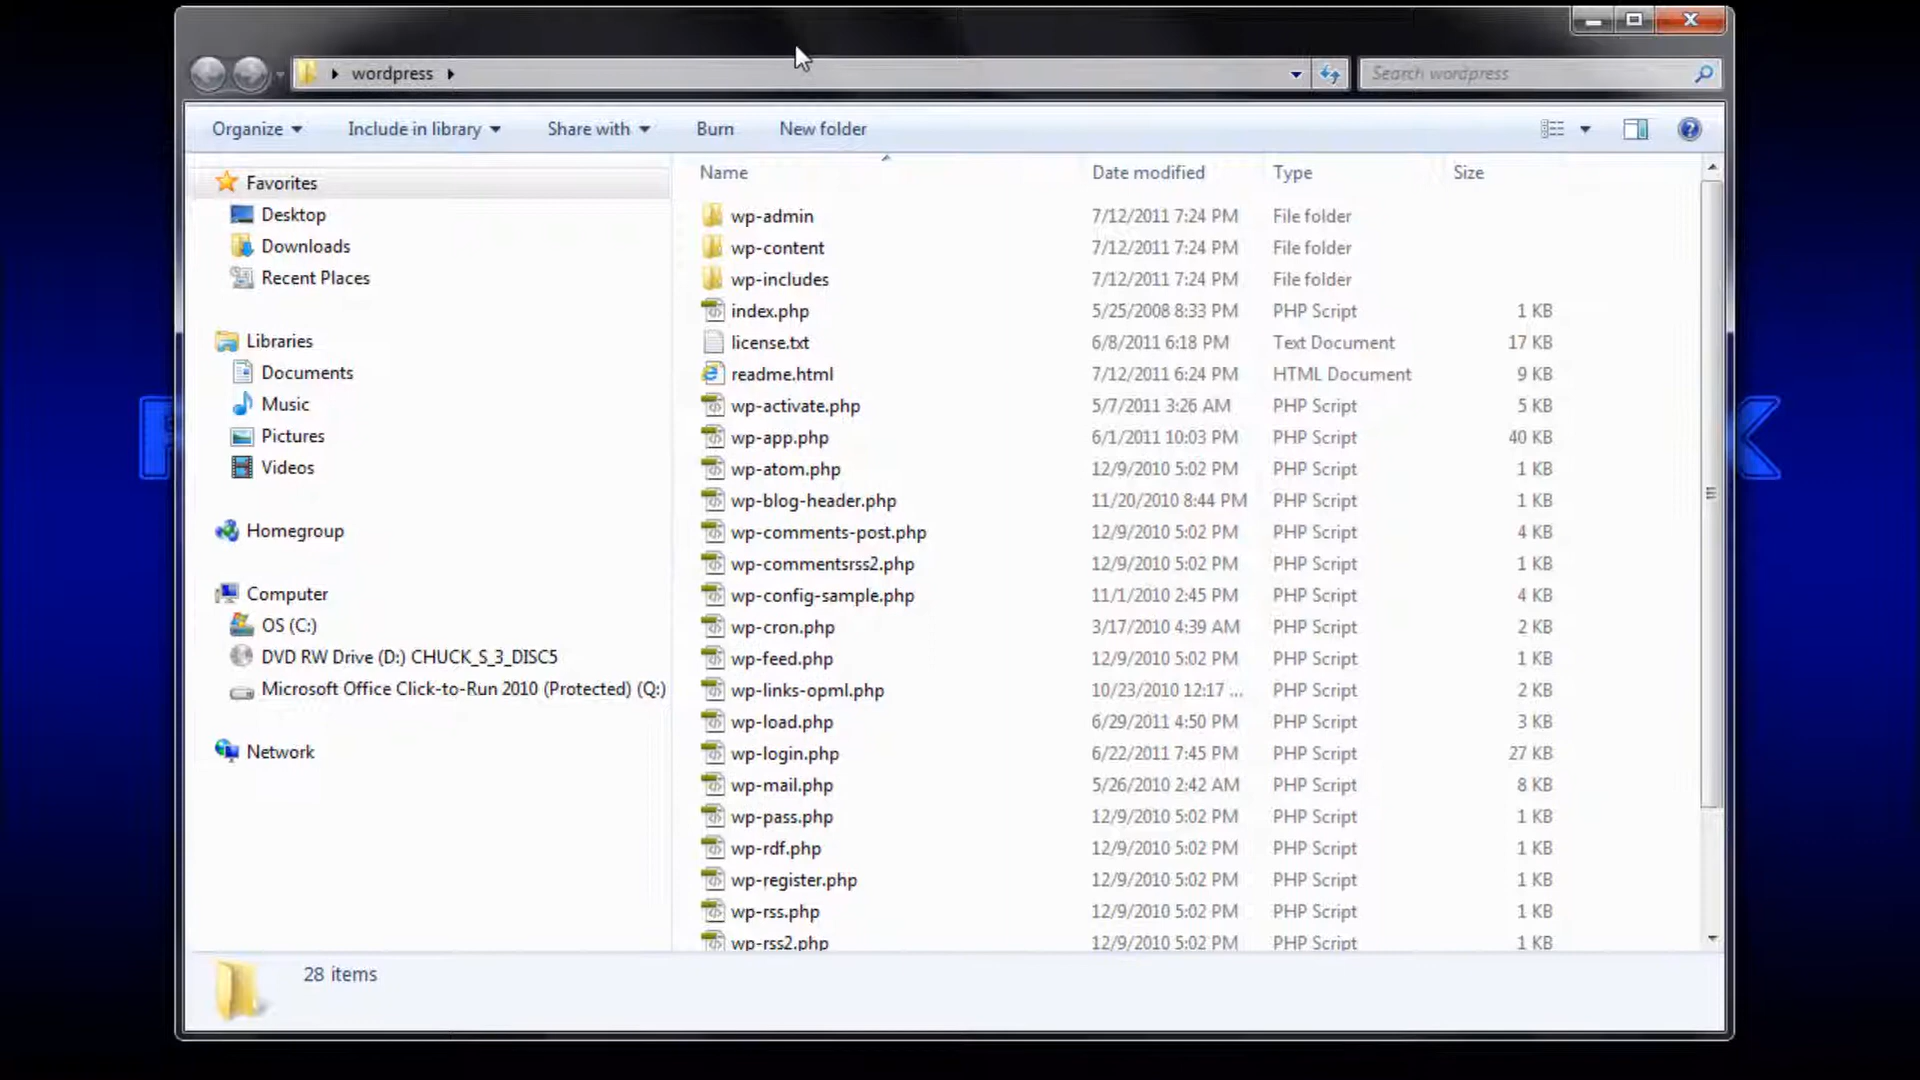 wordpress
Search wordpress
Organize Include in library Share with Burn New folder
Name Date modified Type Size
Favorites
Desktop
Downloads
Recent Places
Libraries
Documents
Music
Pictures
Videos
Homegroup
Computer
OS (C:)
DVD RW Drive (D:) CHUCK_S_3_DISC5
Microsoft Office Click-to-Run 2010 (Protected) (Q:)
Network
wp-admin 7/12/2011 7:24 PM File folder
wp-content 7/12/2011 7:24 PM File folder
wp-includes 7/12/2011 7:24 PM File folder
index.php 5/25/2008 8:33 PM PHP Script 1 KB
license.txt 6/8/2011 6:18 PM Text Document 17 KB
readme.html 7/12/2011 6:24 PM HTML Document 9 KB
wp-activate.php 5/7/2011 3:26 AM PHP Script 5 KB
wp-app.php 6/1/2011 10:03 PM PHP Script 40 KB
wp-atom.php 12/9/2010 5:02 PM PHP Script 1 KB
wp-blog-header.php 11/20/2010 8:44 PM PHP Script 1 KB
wp-comments-post.php 12/9/2010 5:02 PM PHP Script 4 KB
wp-commentsrss2.php 12/9/2010 5:02 PM PHP Script 1 KB
wp-config-sample.php 11/1/2010 2:45 PM PHP Script 4 KB
wp-cron.php 3/17/2010 4:39 AM PHP Script 2 KB
wp-feed.php 12/9/2010 5:02 PM PHP Script 1 KB
wp-links-opml.php 10/23/2010 12:17 ... PHP Script 2 KB
wp-load.php 6/29/2011 4:50 PM PHP Script 3 KB
wp-login.php 6/22/2011 7:45 PM PHP Script 27 KB
wp-mail.php 5/26/2010 2:42 AM PHP Script 8 KB
wp-pass.php 12/9/2010 5:02 PM PHP Script 1 KB
wp-rdf.php 12/9/2010 5:02 PM PHP Script 1 KB
wp-register.php 12/9/2010 5:02 PM PHP Script 1 KB
wp-rss.php 12/9/2010 5:02 PM PHP Script 1 KB
wp-rss2.php 12/9/2010 5:02 PM PHP Script 1 KB
28 items